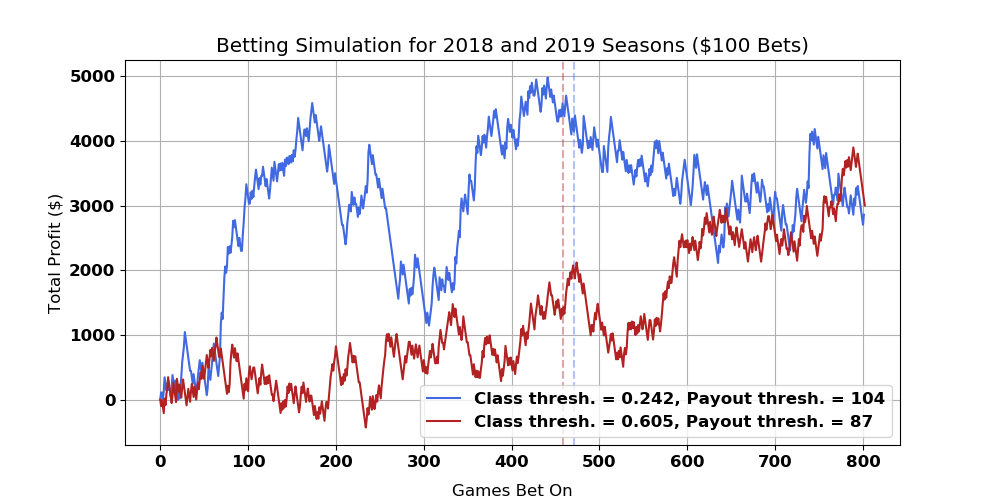 Betting Simulation for 2018 and 2019 Seasons ($100 Bets)
5000
4000
3000
2000
1000
0
Total Profit ($)
Class thresh. = 0.242, Payout thresh. = 104
Class thresh. = 0.605, Payout thresh. = 87
0 100 200 300 400 500 600 700 800
Games Bet On